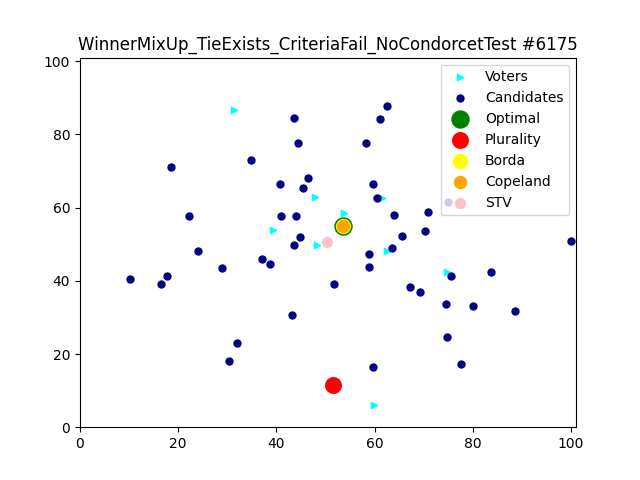 WinnerMixUp_TieExists_CriteriaFail_NoCondorcetTest #6175
100
80
60
40
20
0
0
20
40
60
80
100
Voters
Candidates
Optimal
Plurality
Borda
Copeland
STV